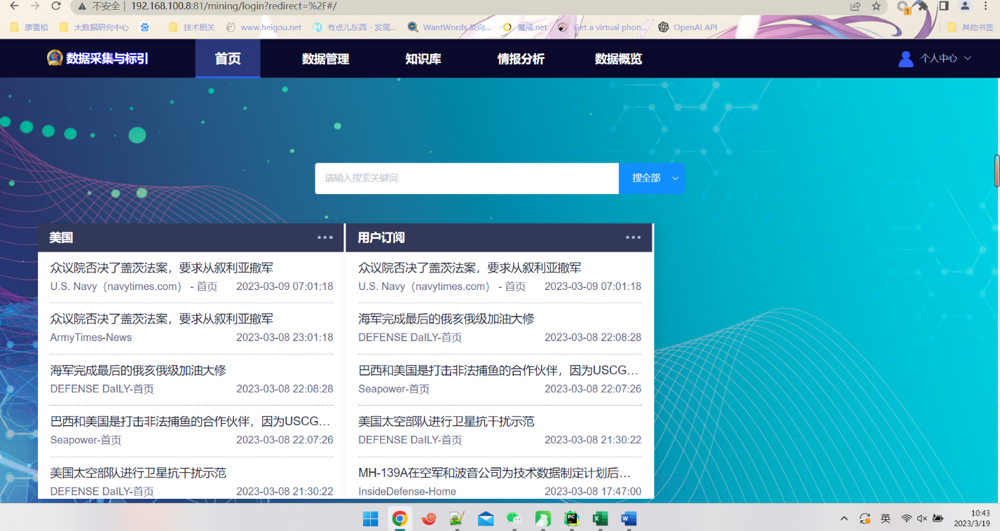 不安全 192.168.100.8:81/mining/login?redirect=%2F#/
廖雪松 大数据研究中心 技术相关 www.heigou.net 有点儿东西 - 发现... WantWords 反向... 魔戒.net Get a virtual phon... OpenAI API 其他书签
数据采集与标引 首页 数据管理 知识库 情报分析 数据概览 个人中心
请输入搜索关键词 搜全部
美国
众议院否决了盖茨法案，要求从叙利亚撤军
U.S. Navy（navytimes.com） - 首页 2023-03-09 07:01:18
众议院否决了盖茨法案，要求从叙利亚撤军
ArmyTimes-News 2023-03-08 23:01:18
海军完成最后的俄亥俄级加油大修
DEFENSE DaILY-首页 2023-03-08 22:08:28
巴西和美国是打击非法捕鱼的合作伙伴，因为USCG...
Seapower-首页 2023-03-08 22:07:26
美国太空部队进行卫星抗干扰示范
DEFENSE DaILY-首页 2023-03-08 21:30:22
用户订阅
众议院否决了盖茨法案，要求从叙利亚撤军
U.S. Navy（navytimes.com） - 首页 2023-03-09 07:01:18
海军完成最后的俄亥俄级加油大修
DEFENSE DaILY-首页 2023-03-08 22:08:28
巴西和美国是打击非法捕鱼的合作伙伴，因为USCG...
Seapower-首页 2023-03-08 22:07:26
美国太空部队进行卫星抗干扰示范
DEFENSE DaILY-首页 2023-03-08 21:30:22
MH-139A在空军和波音公司为技术数据制定计划后...
InsideDefense-Home 2023-03-08 17:47:00
英 10:43
2023/3/19